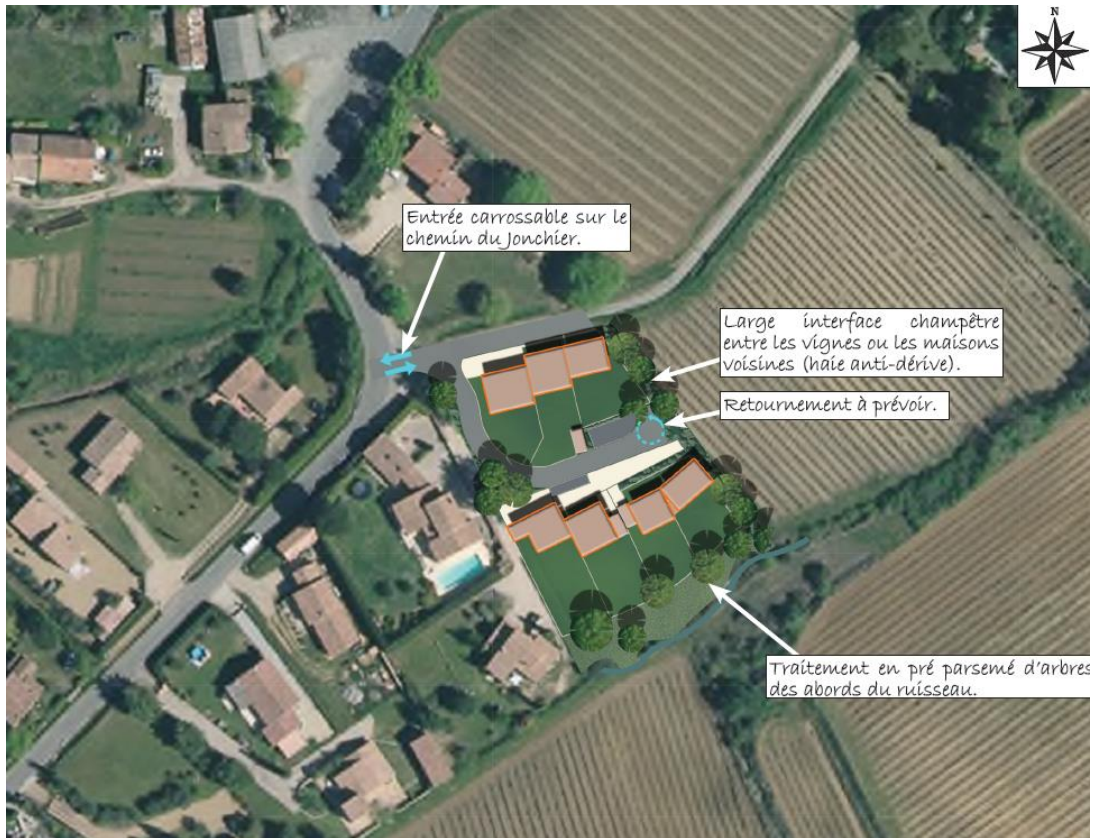 N
Entrée carrossable sur le
chemin du Jonchier.
Large interface champêtre
entre les vignes ou les maisons
voisines (haie anti-dérive).
Retournement à prévoir.
Traitement en pré parsemé d'arbres
des abords du ruisseau.